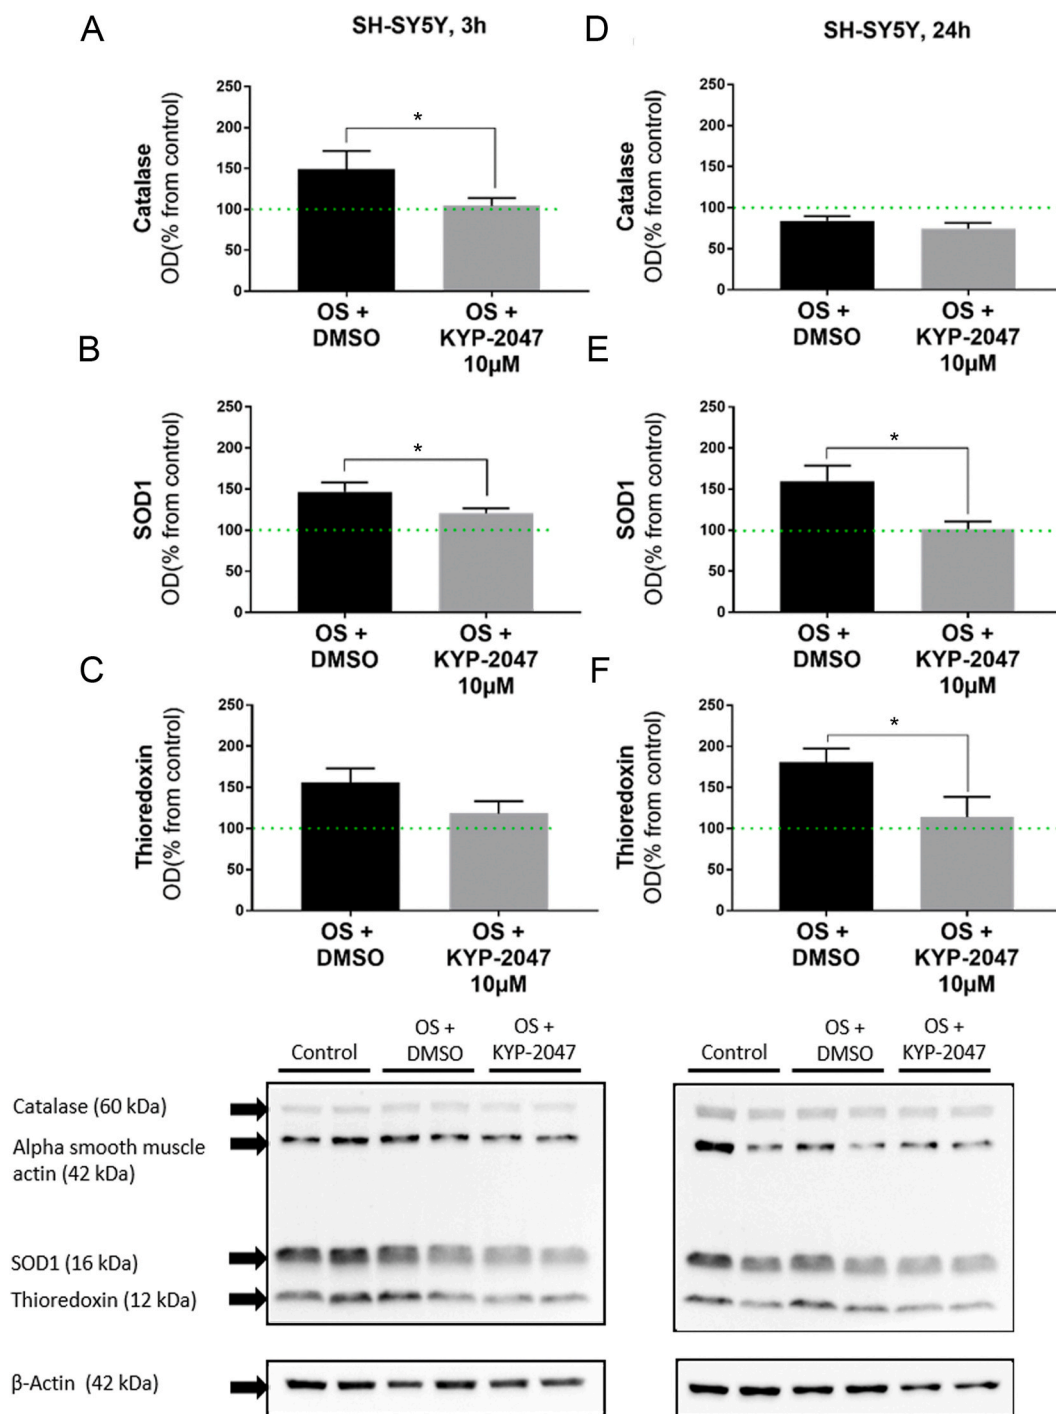 A
SH-SY5Y, 3h
Catalase
OD(% from control)
250
200
150
100
50
0
*
OS +
DMSO
OS +
KYP-2047
10µM
B
SOD1
OD(% from control)
250
200
150
100
50
0
*
OS +
DMSO
OS +
KYP-2047
10µM
C
Thioredoxin
OD(% from control)
250
200
150
100
50
0
OS +
DMSO
OS +
KYP-2047
10µM
D
SH-SY5Y, 24h
Catalase
OD(% from control)
250
200
150
100
50
0
OS +
DMSO
OS +
KYP-2047
10µM
E
SOD1
OD(% from control)
250
200
150
100
50
0
*
OS +
DMSO
OS +
KYP-2047
10µM
F
Thioredoxin
OD(% from control)
250
200
150
100
50
0
*
OS +
DMSO
OS +
KYP-2047
10µM
Control
OS +
DMSO
OS +
KYP-2047
Control
OS +
DMSO
OS +
KYP-2047
Catalase (60 kDa)
Alpha smooth muscle
actin (42 kDa)
SOD1 (16 kDa)
Thioredoxin (12 kDa)
β-Actin (42 kDa)